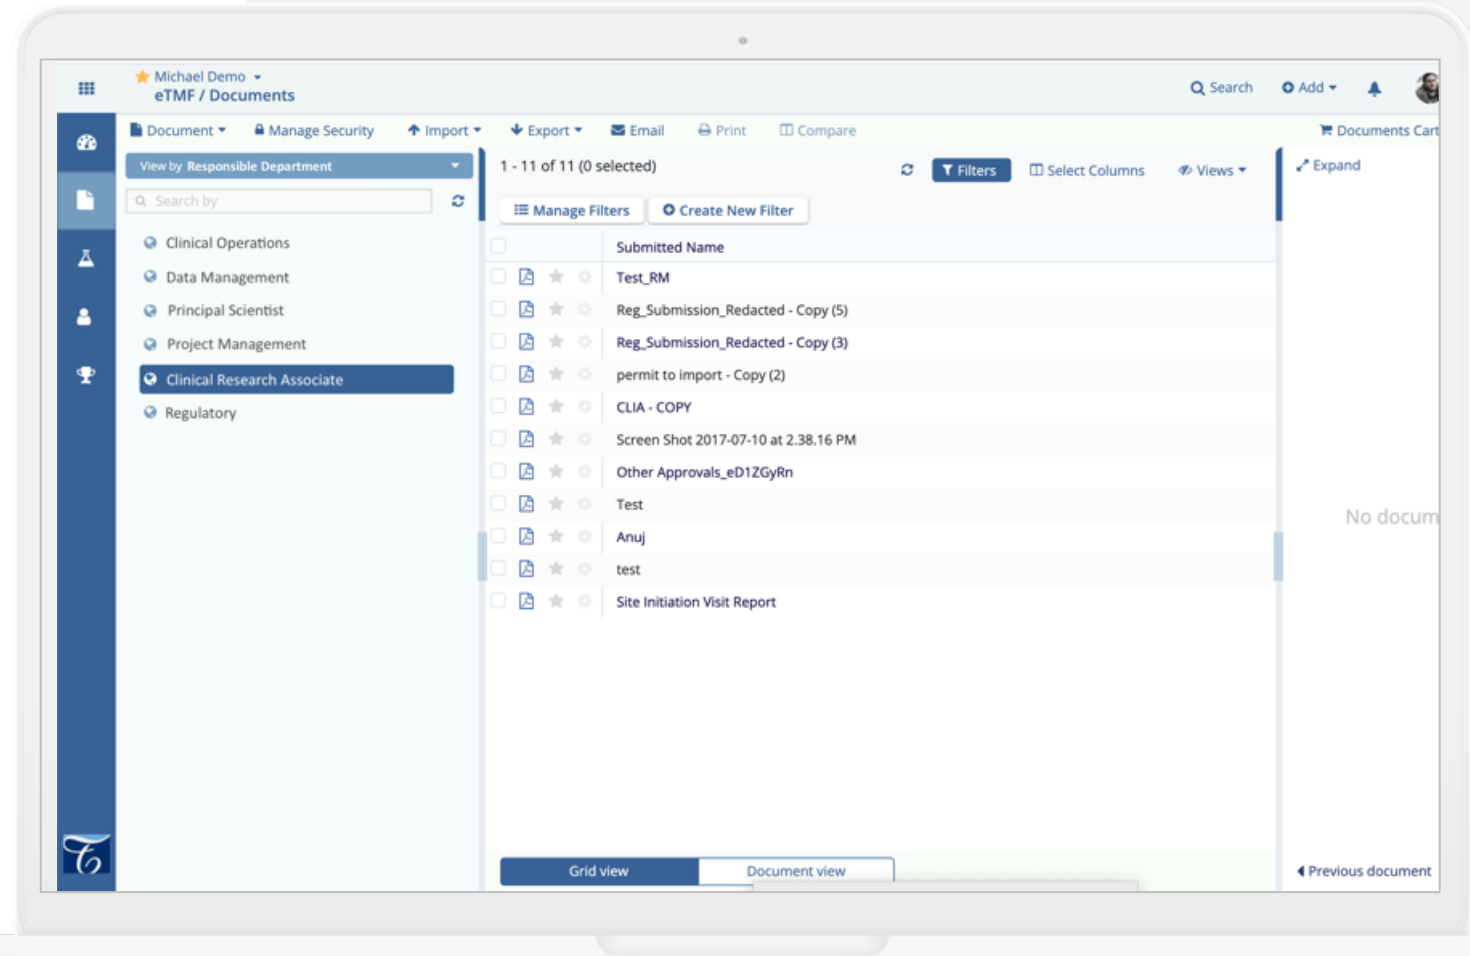 Michael Demo
eTMF / Documents
Search
Add
Document
Manage Security
Import
Export
Email
Print
Compare
Documents Cart
View by Responsible Department
Search by
Clinical Operations
Data Management
Principal Scientist
Project Management
Clinical Research Associate
Regulatory
1 - 11 of 11 (0 selected)
Filters
Select Columns
Views
Manage Filters
Create New Filter
Submitted Name
Test_RM
Reg_Submission_Redacted - Copy (5)
Reg_Submission_Redacted - Copy (3)
permit to import - Copy (2)
CLIA - COPY
Screen Shot 2017-07-10 at 2.38.16 PM
Other Approvals_eD1ZGyRn
Test
Anuj
test
Site Initiation Visit Report
Grid view
Document view
Expand
No docum
Previous document